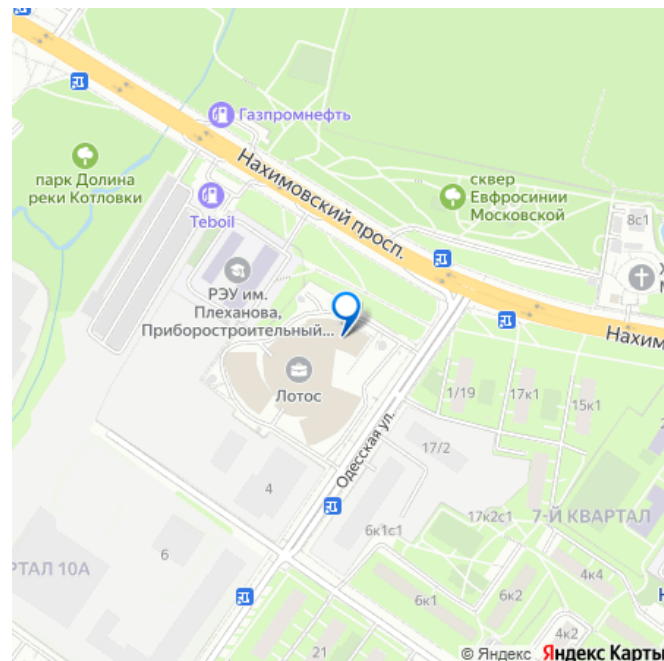 Газпромнефть
Нахимовский просп.
парк Долина
реки Котловки
сквер
Евфросинии
Московской
Teboil
8с1
Х
М
РЭУ им.
Плеханова,
Приборостроительный...
Нахим
Лотос
1/19
17к1
15к1
2
Одесская ул.
17/2
4
17к2с1
7-Й КВАРТАЛ
6к1с1
6
РТАЛ 10А
4к4
Н
6к1
6к2
4к2
21
© Яндекс Яндекс Карты